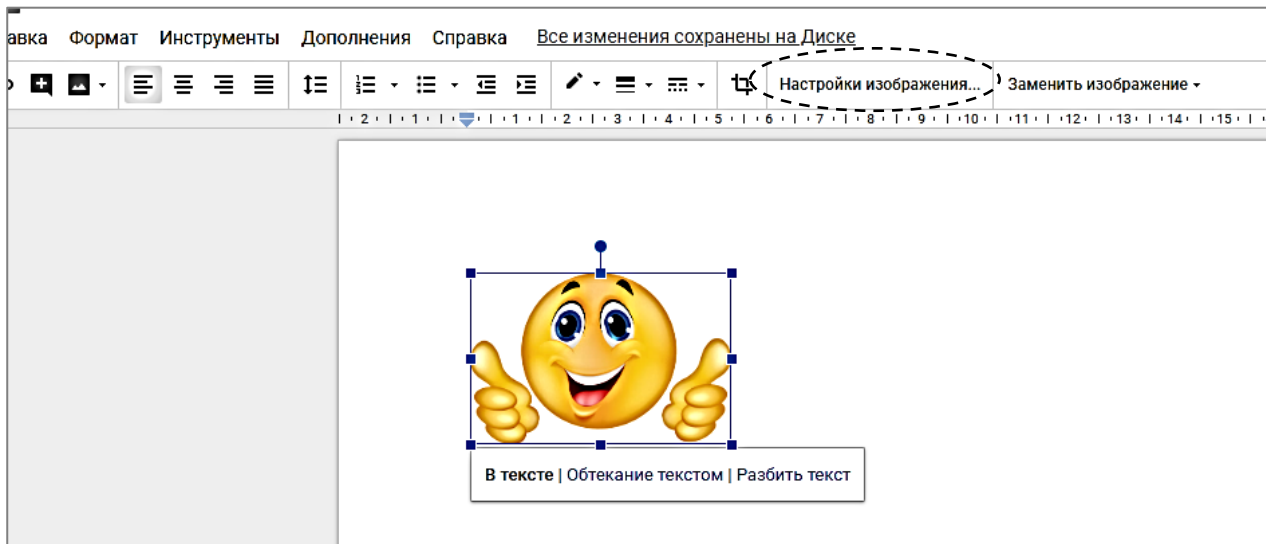 авка Формат Инструменты Дополнения Справка Все изменения сохранены на Диске
Настройки изображения... Заменить изображение
2 1 1 2 3 4 5 6 7 8 9 10 11 12 13 14 15
В тексте | Обтекание текстом | Разбить текст